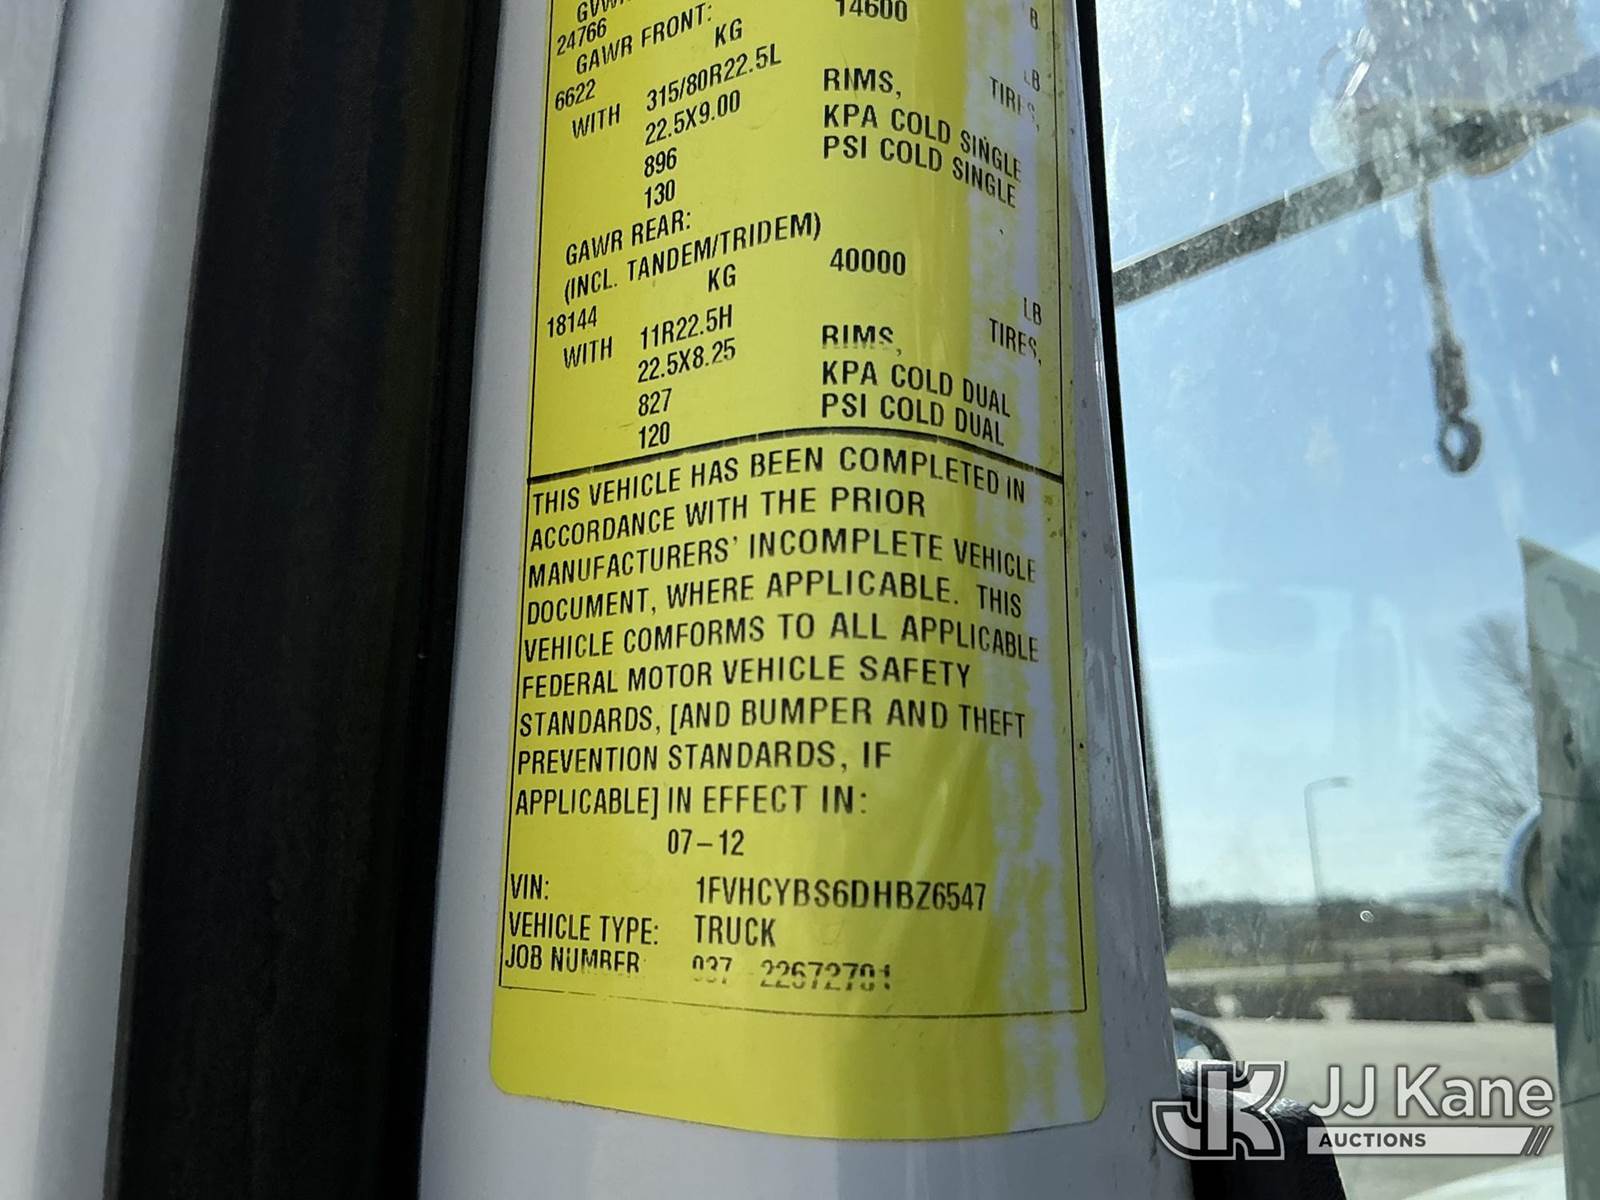 24766
GAWR FRONT: 14600 LB
6622 KG
WITH 315/80R22.5L TIRES,
22.5X9.00 RIMS,
896 KPA COLD SINGLE
130 PSI COLD SINGLE
GAWR REAR:
(INCL. TANDEM/TRIDEM)
18144 KG 40000 LB
WITH 11R22.5H TIRES,
22.5X8.25 RIMS,
827 KPA COLD DUAL
120 PSI COLD DUAL
THIS VEHICLE HAS BEEN COMPLETED IN
ACCORDANCE WITH THE PRIOR
MANUFACTURERS' INCOMPLETE VEHICLE
DOCUMENT, WHERE APPLICABLE. THIS
VEHICLE COMFORMS TO ALL APPLICABLE
FEDERAL MOTOR VEHICLE SAFETY
STANDARDS, [AND BUMPER AND THEFT
PREVENTION STANDARDS, IF
APPLICABLE] IN EFFECT IN:
07-12
VIN: 1FVHCYBS6DHBZ6547
VEHICLE TYPE: TRUCK
JOB NUMBER 937
JJ Kane
AUCTIONS